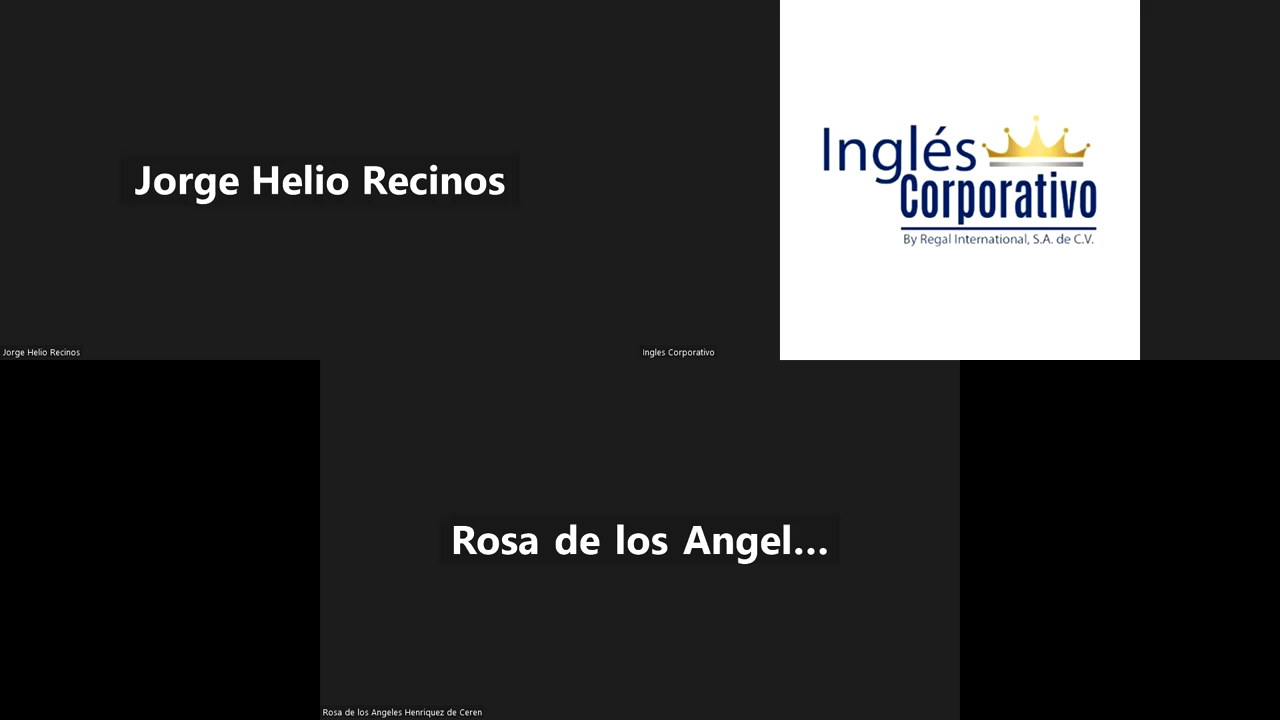 Jorge Helio Recinos
Inglés
Corporativo
By Regal International, S.A. de C.V.
Jorge Helio Recinos
Ingles Corporativo
Rosa de los Angel...
Rosa de los Angeles Henriquez de Ceren